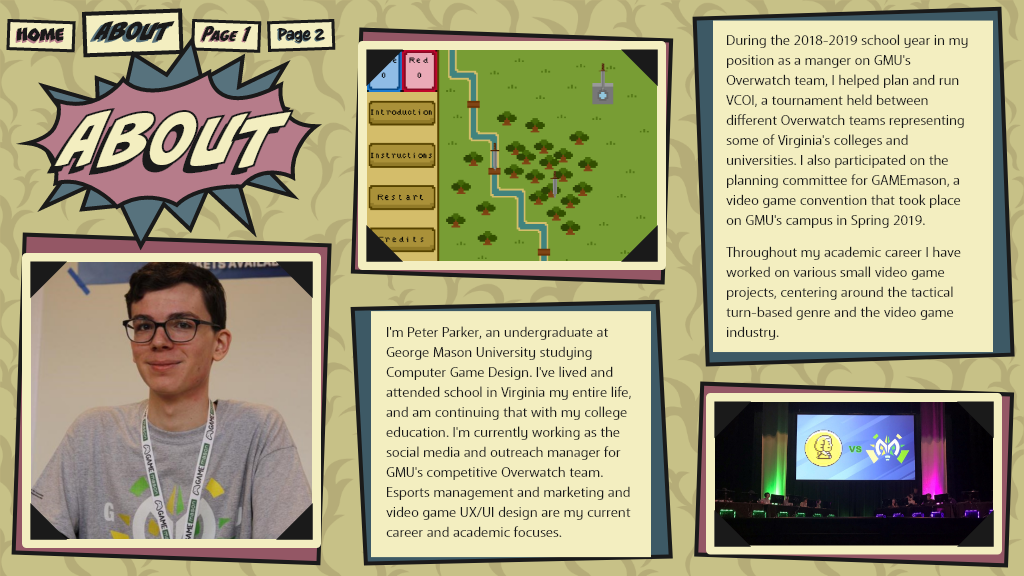 HOME
ABOUT
PAGE 1
Page 2
ABOUT
Red
0
0
Introduction
Instructions
Restart
I'm Peter Parker, an undergraduate at
George Mason University studying
Computer Game Design. I've lived and
attended school in Virginia my entire life,
and am continuing that with my college
education. I'm currently working as the
social media and outreach manager for
GMU's competitive Overwatch team.
Esports management and marketing and
video game UX/UI design are my current
career and academic focuses.
During the 2018-2019 school year in my
position as a manger on GMU's
Overwatch team, I helped plan and run
VCOI, a tournament held between
different Overwatch teams representing
some of Virginia's colleges and
universities. I also participated on the
planning committee for GAMEmason, a
video game convention that took place
on GMU's campus in Spring 2019.
Throughout my academic career I have
worked on various small video game
projects, centering around the tactical
turn-based genre and the video game
industry.
VS